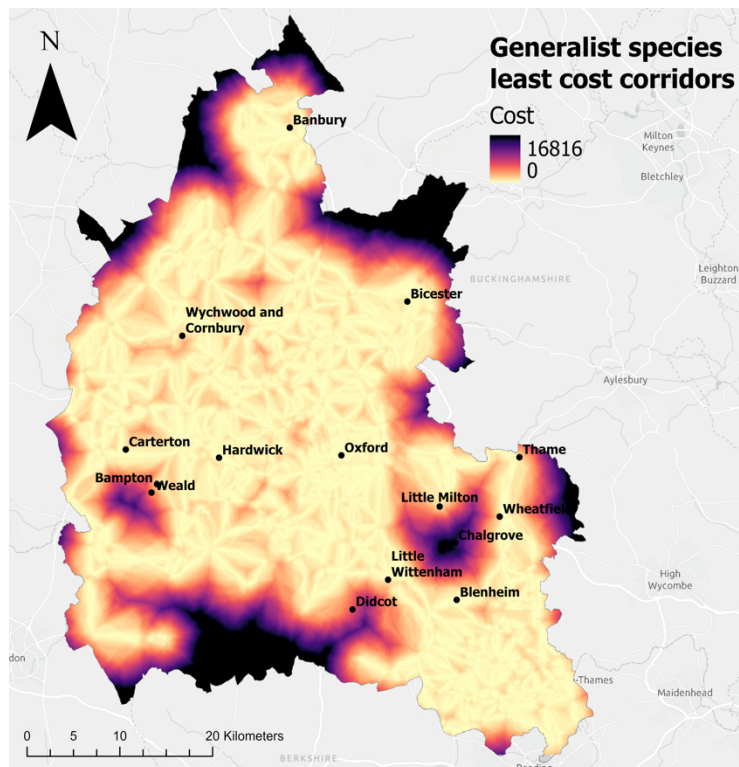 N
Generalist species
least cost corridors
Cost
16816
0
Banbury
Milton
Keynes
Bletchley
Leighton
Buzzard
BUCKINGHAMSHIRE
Bicester
Wychwood and
Cornbury
Aylesbury
Carterton
Hardwick
Oxford
Thame
Bampton
Weald
Little Milton
Wheatfield
Chalgrove
Little
Wittenham
High
Wycombe
Didcot
Blenheim
don
-Thames
Maidenhead
0 5 10 20 Kilometers
BERKSHIRE
Reading